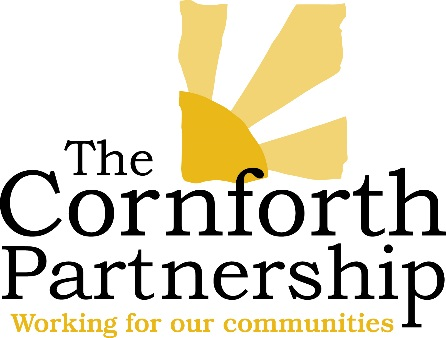 The
Cornforth
Partnership
Working for our communities